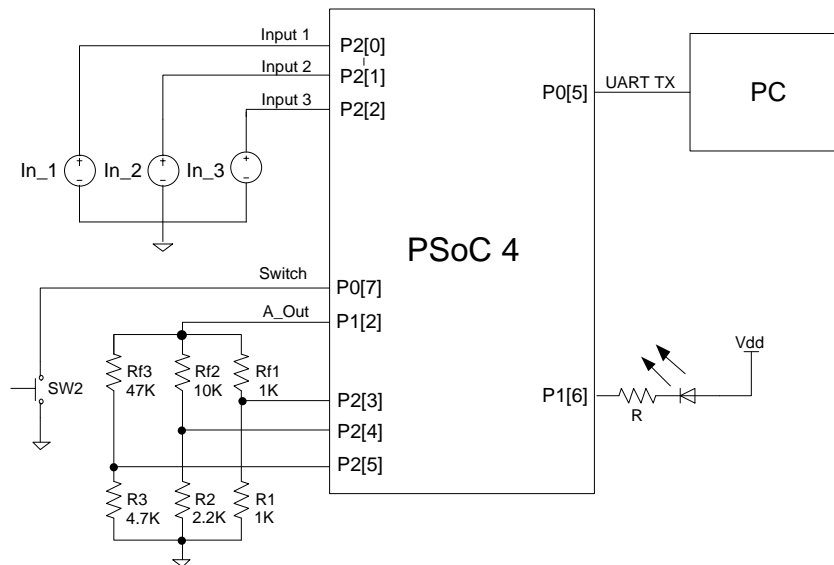 Input 1
P2[0]
Input 2
P2[1]
Input 3
P2[2]
In_1
+
−
In_2
+
−
In_3
+
−
P0[5]
UART TX
PC
PSoC 4
Switch
P0[7]
A_Out
P1[2]
SW2
Rf3
47K
Rf2
10K
Rf1
1K
P2[3]
P2[4]
P2[5]
R3
4.7K
R2
2.2K
R1
1K
P1[6]
R
Vdd